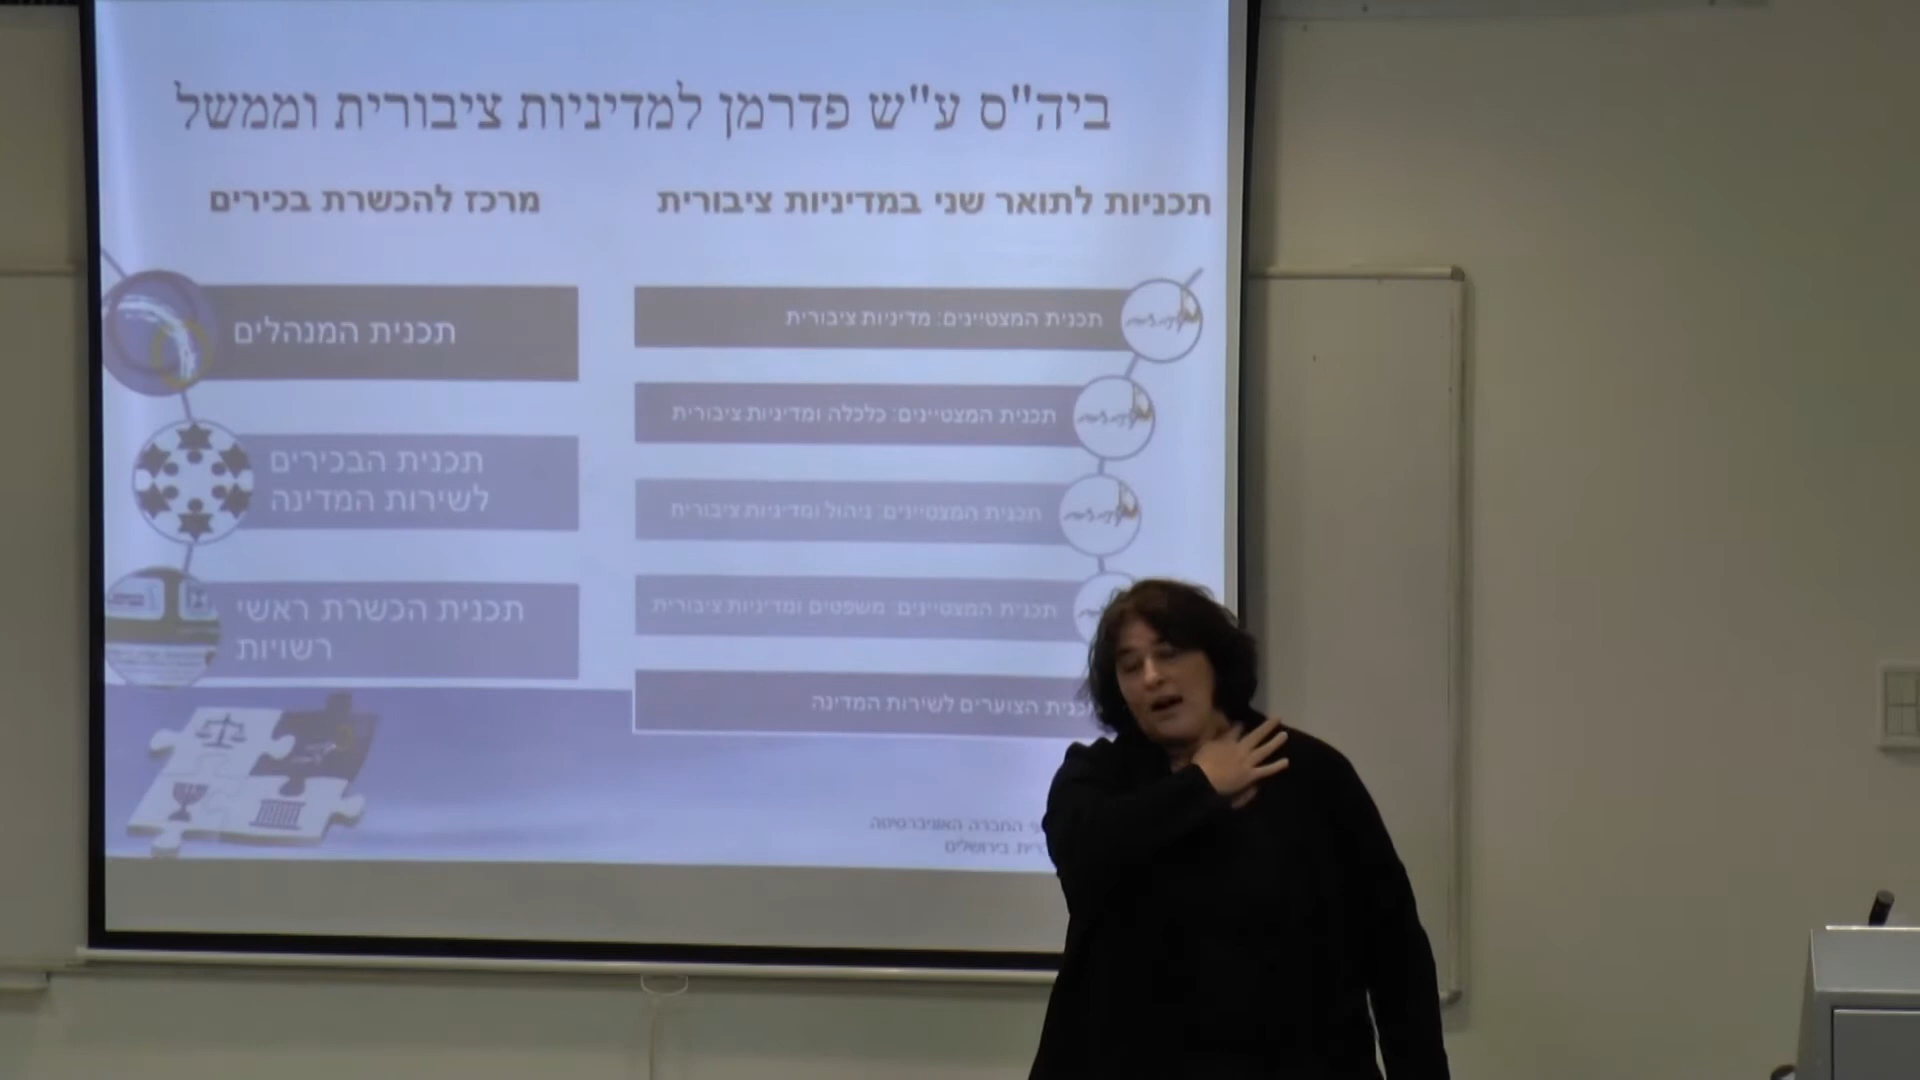 ביה"ס ע"ש פדרמן למדיניות ציבורית וממשל
תכניות לתואר שני במדיניות ציבורית
תכנית המצטיינים: מדיניות ציבורית
תכנית המצטיינים: כלכלה ומדיניות ציבורית
תכנית המצטיינים: ניהול ומדיניות ציבורית
תכנית המצטיינים: משפטים ומדיניות ציבורית
הצוערים לשירות המדינה
מרכז להכשרת בכירים
תכנית המנהלים
תכנית הבכירים
לשירות המדינה
תכנית הכשרת ראשי
רשויות
החברה האוניברסיטה
בירושלים